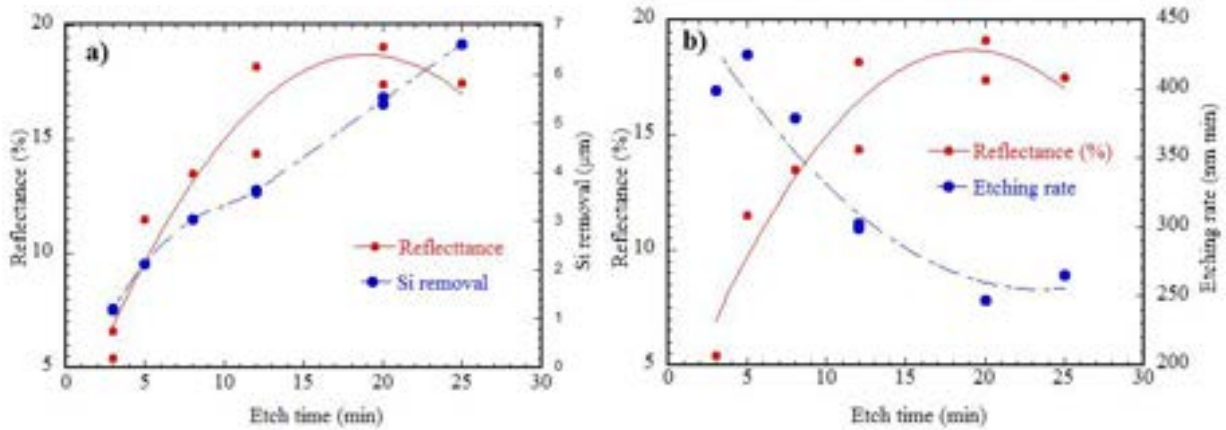 a)
20
15
10
5
Reflectance (%)
7
6
5
4
3
2
1
0
Si removal (μm)
Reflecttance
Si removal
0 5 10 15 20 25 30
Etch time (min)
b)
20
15
10
5
Reflectance (%)
450
400
350
300
250
200
Etching rate (nm min)
Reflectance (%)
Etching rate
0 5 10 15 20 25 30
Etch time (min)